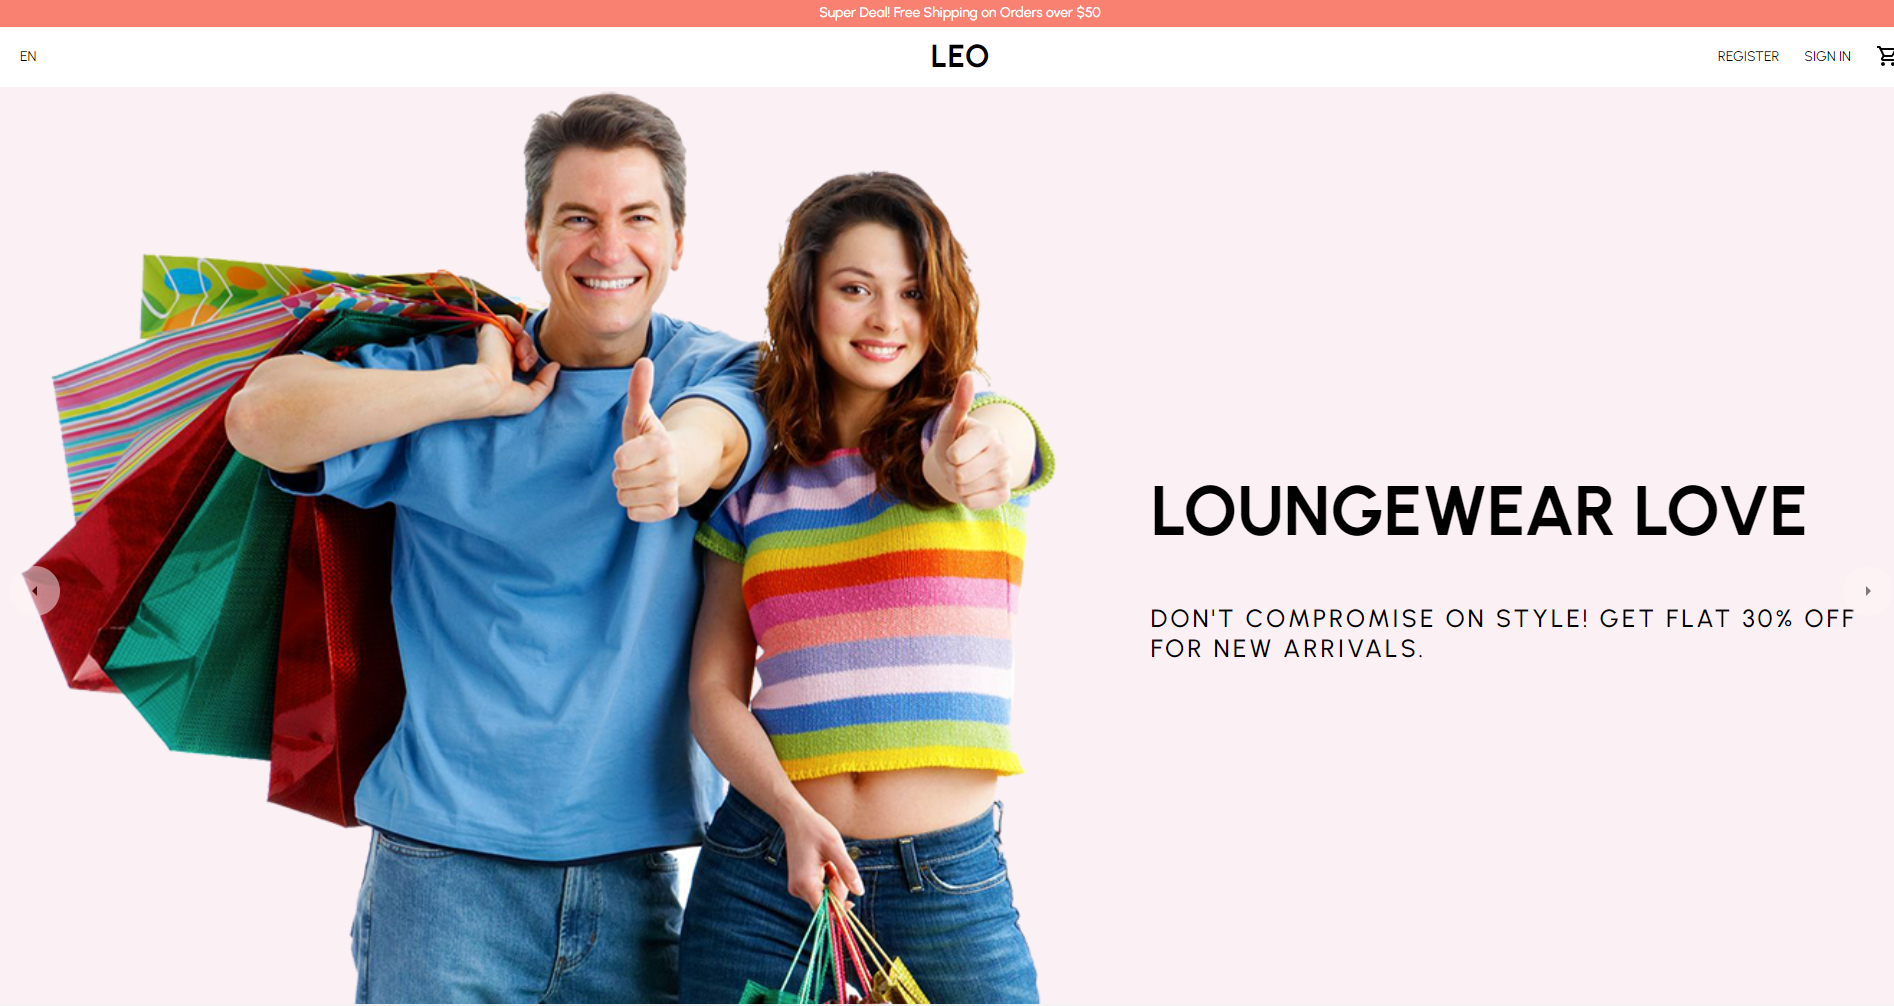 Super Deal! Free Shipping on Orders over $50
EN
LEO
REGISTER
SIGN IN
LOUNGEWEAR LOVE
DON'T COMPROMISE ON STYLE! GET FLAT 30% OFF
FOR NEW ARRIVALS.